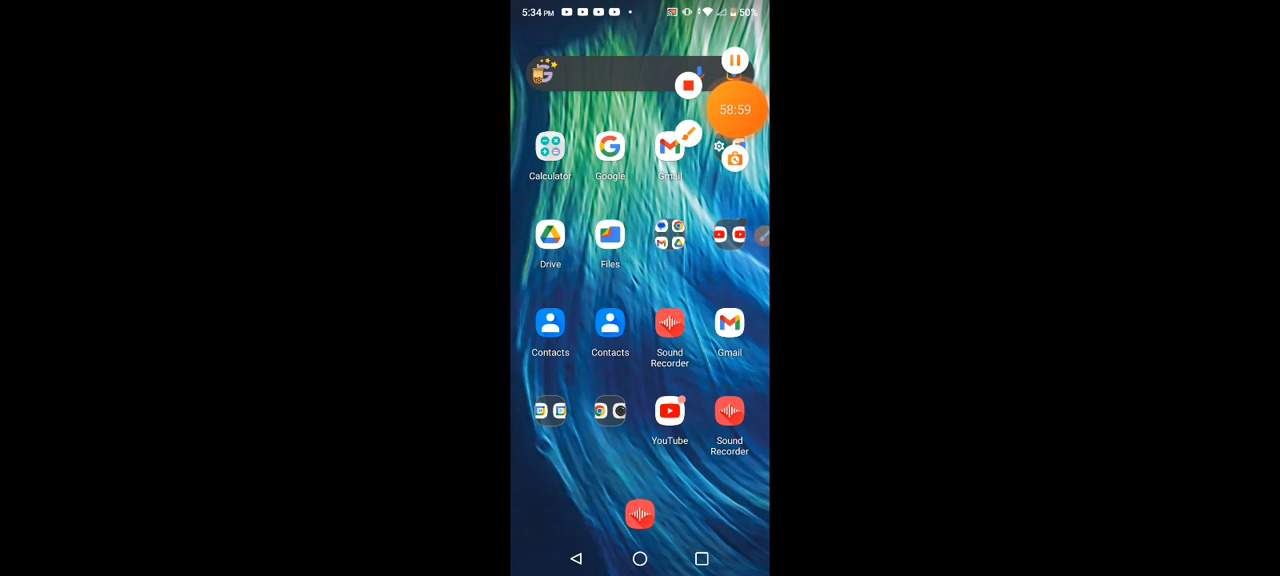 5:34 PM
50%
58:59
Calculator
Google
Gmail
Drive
Files
Contacts
Contacts
Sound
Recorder
Gmail
YouTube
Sound
Recorder